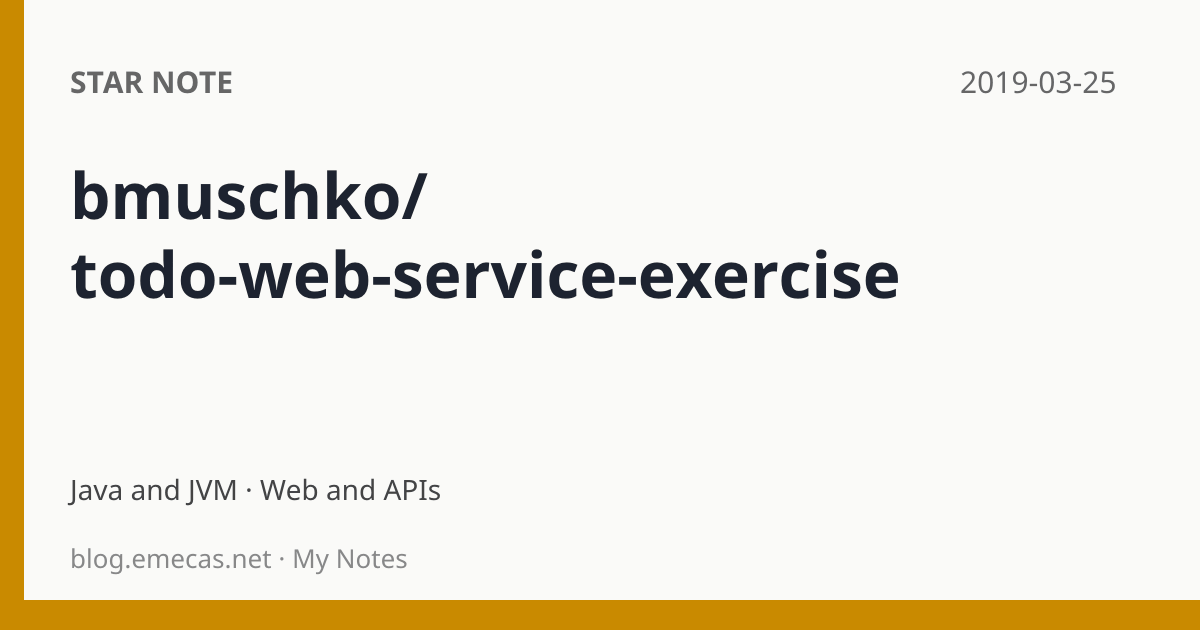 STAR NOTE
2019-03-25
bmuschko/
todo-web-service-exercise
Java and JVM · Web and APIs
blog.emecas.net · My Notes